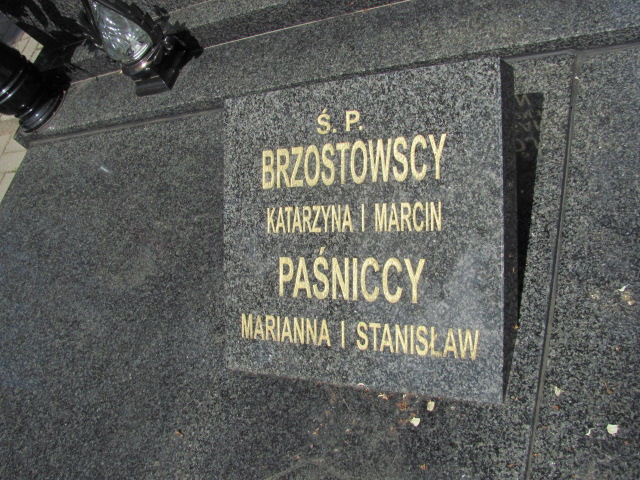 Ś. P.
BRZOSTOWSCY
KATARZYNA I MARCIN
PAŚNICCY
MARIANNA I STANISŁAW